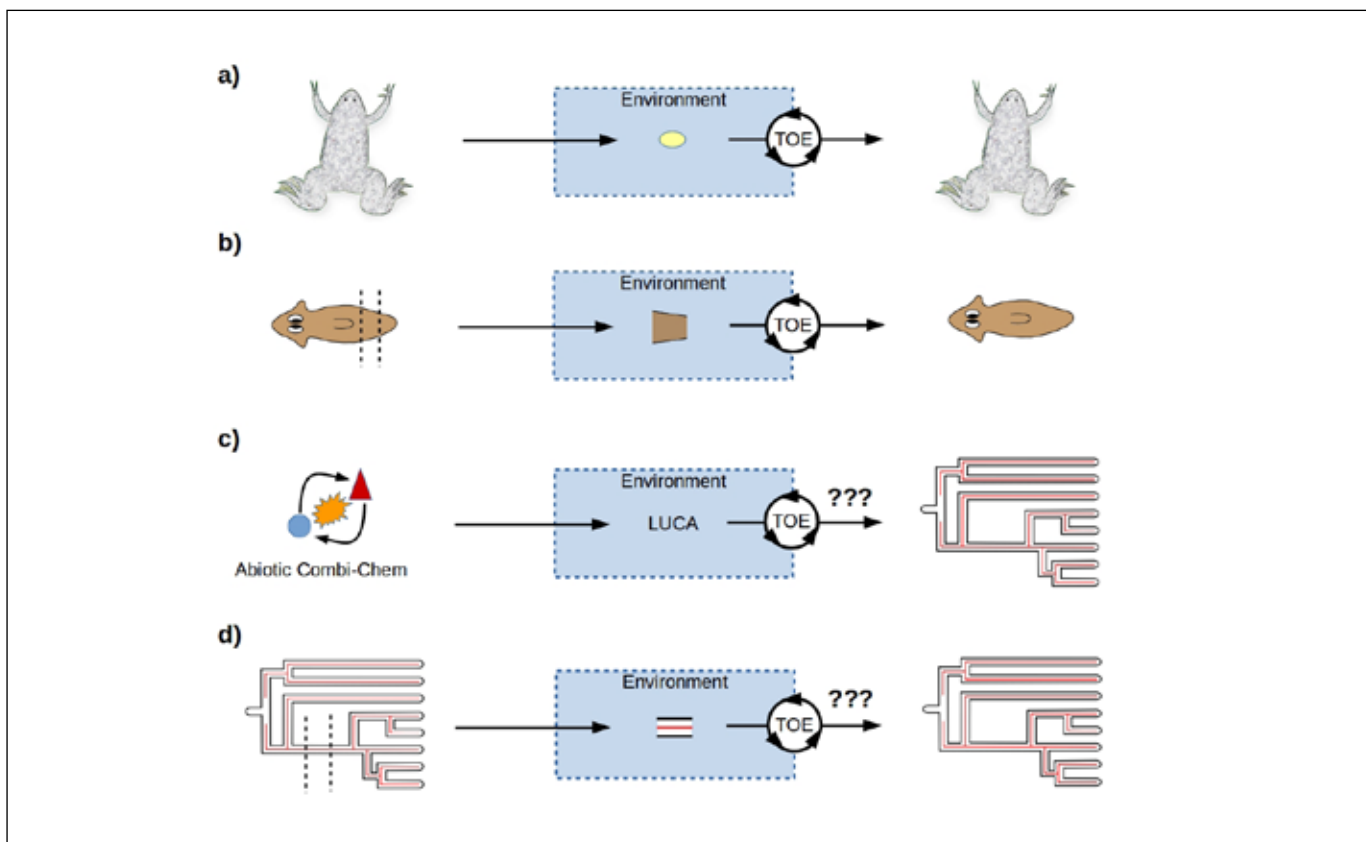 a)
Environment
TOE
b)
Environment
TOE
c)
Environment
LUCA
TOE
???
Abiotic Combi-Chem
d)
Environment
TOE
???